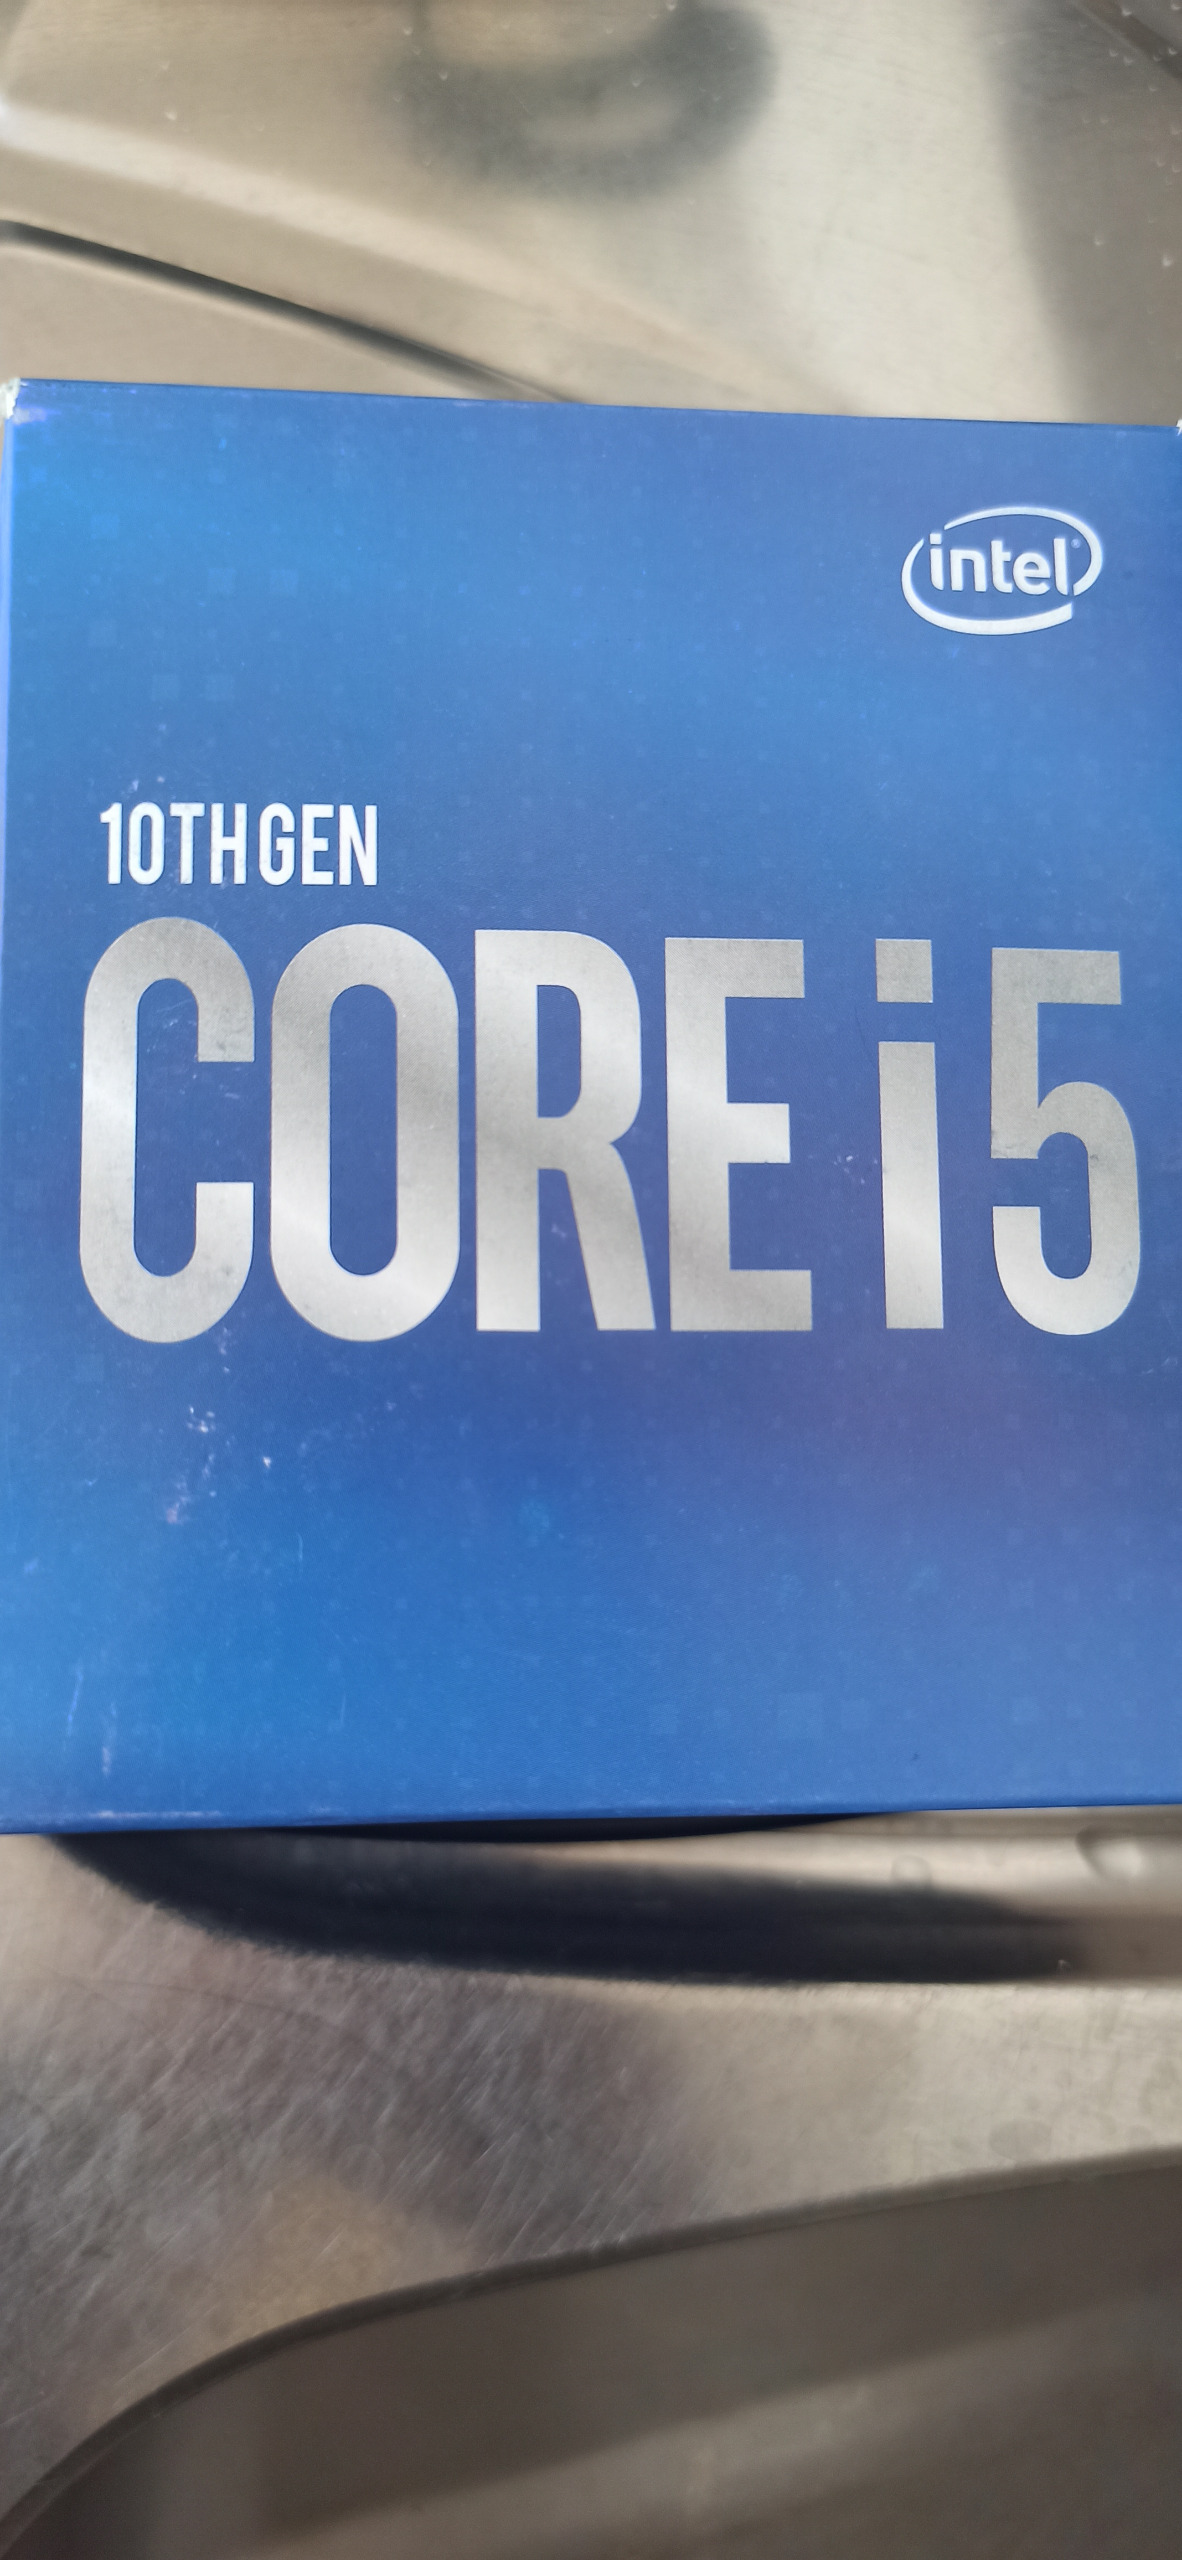 intel
10TH GEN
CORE i5